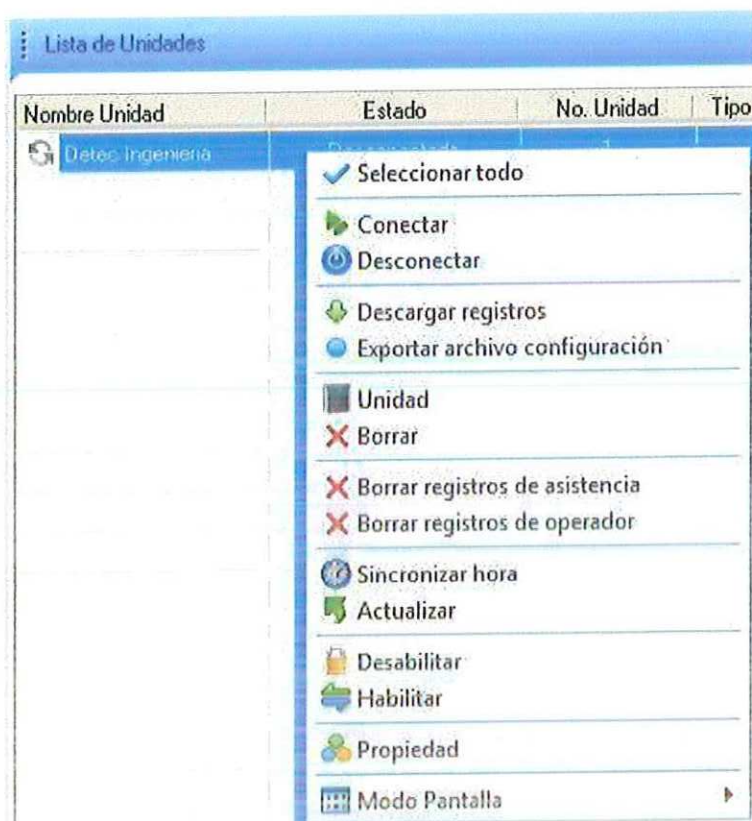 Lista de Unidades
Nombre Unidad Estado No. Unidad Tipo
Detec Ingenieria Desconectado 1
Seleccionar todo
Conectar
Desconectar
Descargar registros
Exportar archivo configuración
Unidad
Borrar
Borrar registros de asistencia
Borrar registros de operador
Sincronizar hora
Actualizar
Desabilitar
Habilitar
Propiedad
Modo Pantalla